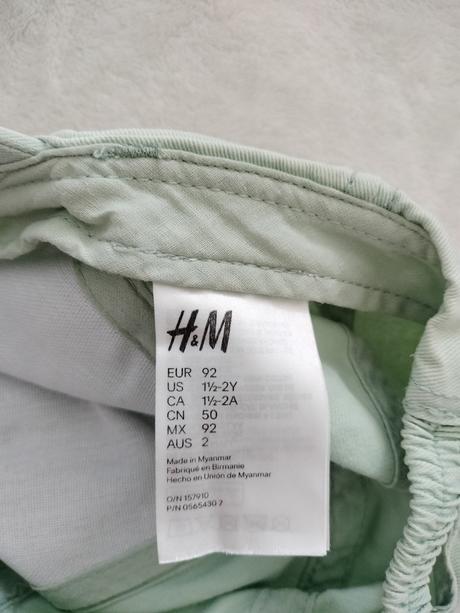 H&M
EUR 92
US 1½-2Y
CA 1½-2A
CN 50
MX 92
AUS 2
Made in Myanmar
Fabriqué en Birmanie
Hecho en Unión de Myanmar
O/N 157910
P/N 0565430 7